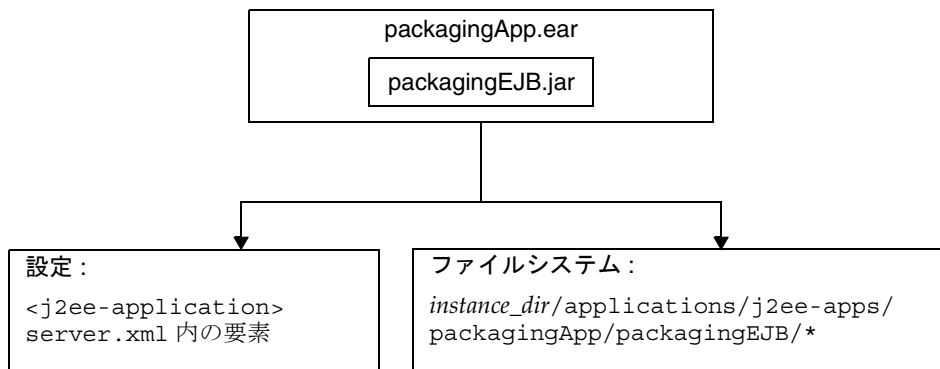 packagingApp.ear
packagingEJB.jar
設定 :
<j2ee-application>
server.xml 内の要素
ファイルシステム :
instance_dir/applications/j2ee-apps/
packagingApp/packagingEJB/*